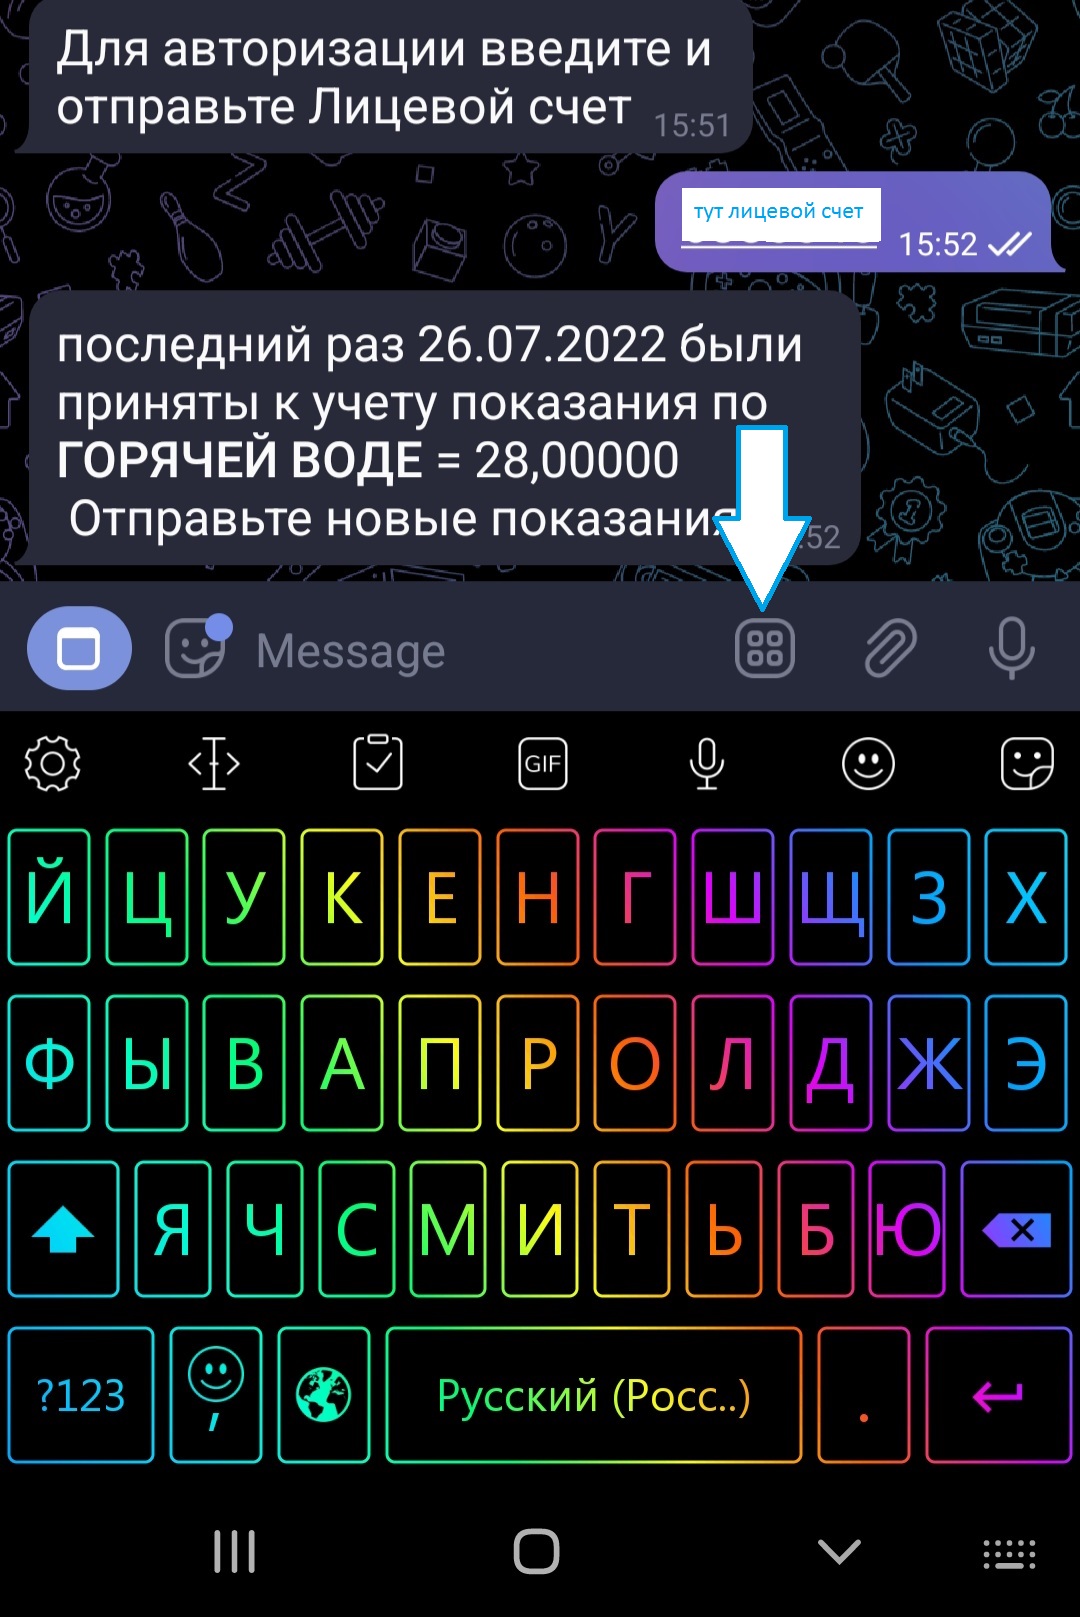 Для авторизации введите и
отправьте Лицевой счет 15:51
тут лицевой счет
15:52
последний раз 26.07.2022 были
приняты к учету показания по
ГОРЯЧЕЙ ВОДЕ = 28,00000
Отправьте новые показания
:52
Message
GIF
Й Ц У К Е Н Г Ш Щ З Х
Ф Ы В А П Р О Л Д Ж Э
Я Ч С М И Т Ь Б Ю
?123 , Русский (Росс..) .